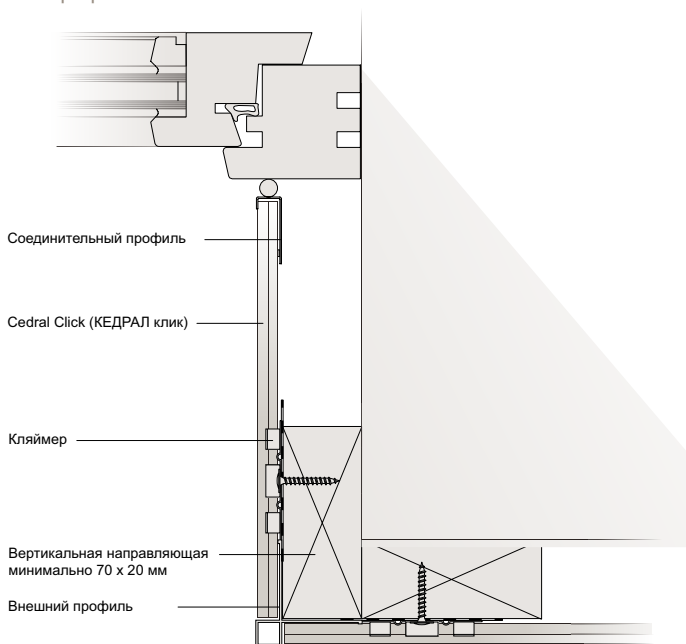 Соединительный профиль
Cedral Click (КЕДРАЛ клик)
Кляймер
Вертикальная направляющая
минимально 70 x 20 мм
Внешний профиль